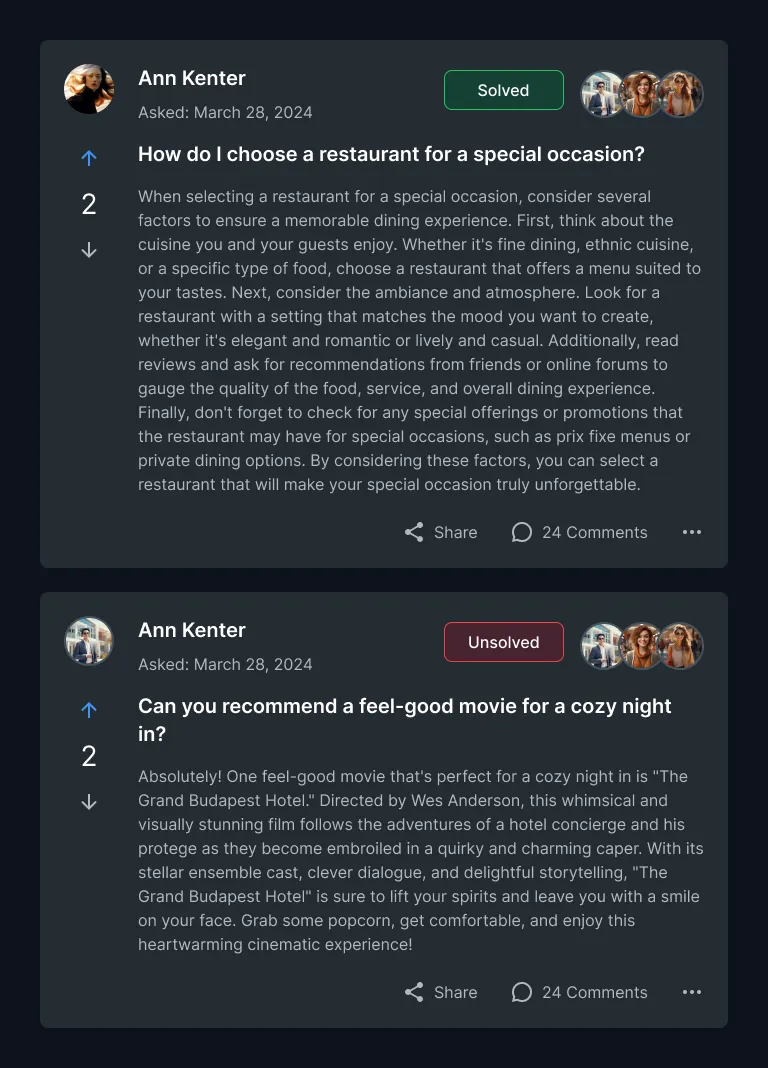 Ann Kenter
Solved
Asked: March 28, 2024
How do I choose a restaurant for a special occasion?
2
When selecting a restaurant for a special occasion, consider several
factors to ensure a memorable dining experience. First, think about the
cuisine you and your guests enjoy. Whether it's fine dining, ethnic cuisine,
or a specific type of food, choose a restaurant that offers a menu suited to
your tastes. Next, consider the ambiance and atmosphere. Look for a
restaurant with a setting that matches the mood you want to create,
whether it's elegant and romantic or lively and casual. Additionally, read
reviews and ask for recommendations from friends or online forums to
gauge the quality of the food, service, and overall dining experience.
Finally, don't forget to check for any special offerings or promotions that
the restaurant may have for special occasions, such as prix fixe menus or
private dining options. By considering these factors, you can select a
restaurant that will make your special occasion truly unforgettable.
Share
24 Comments
Ann Kenter
Unsolved
Asked: March 28, 2024
Can you recommend a feel-good movie for a cozy night
in?
2
Absolutely! One feel-good movie that's perfect for a cozy night in is "The
Grand Budapest Hotel." Directed by Wes Anderson, this whimsical and
visually stunning film follows the adventures of a hotel concierge and his
protege as they become embroiled in a quirky and charming caper. With its
stellar ensemble cast, clever dialogue, and delightful storytelling, "The
Grand Budapest Hotel" is sure to lift your spirits and leave you with a smile
on your face. Grab some popcorn, get comfortable, and enjoy this
heartwarming cinematic experience!
Share
24 Comments